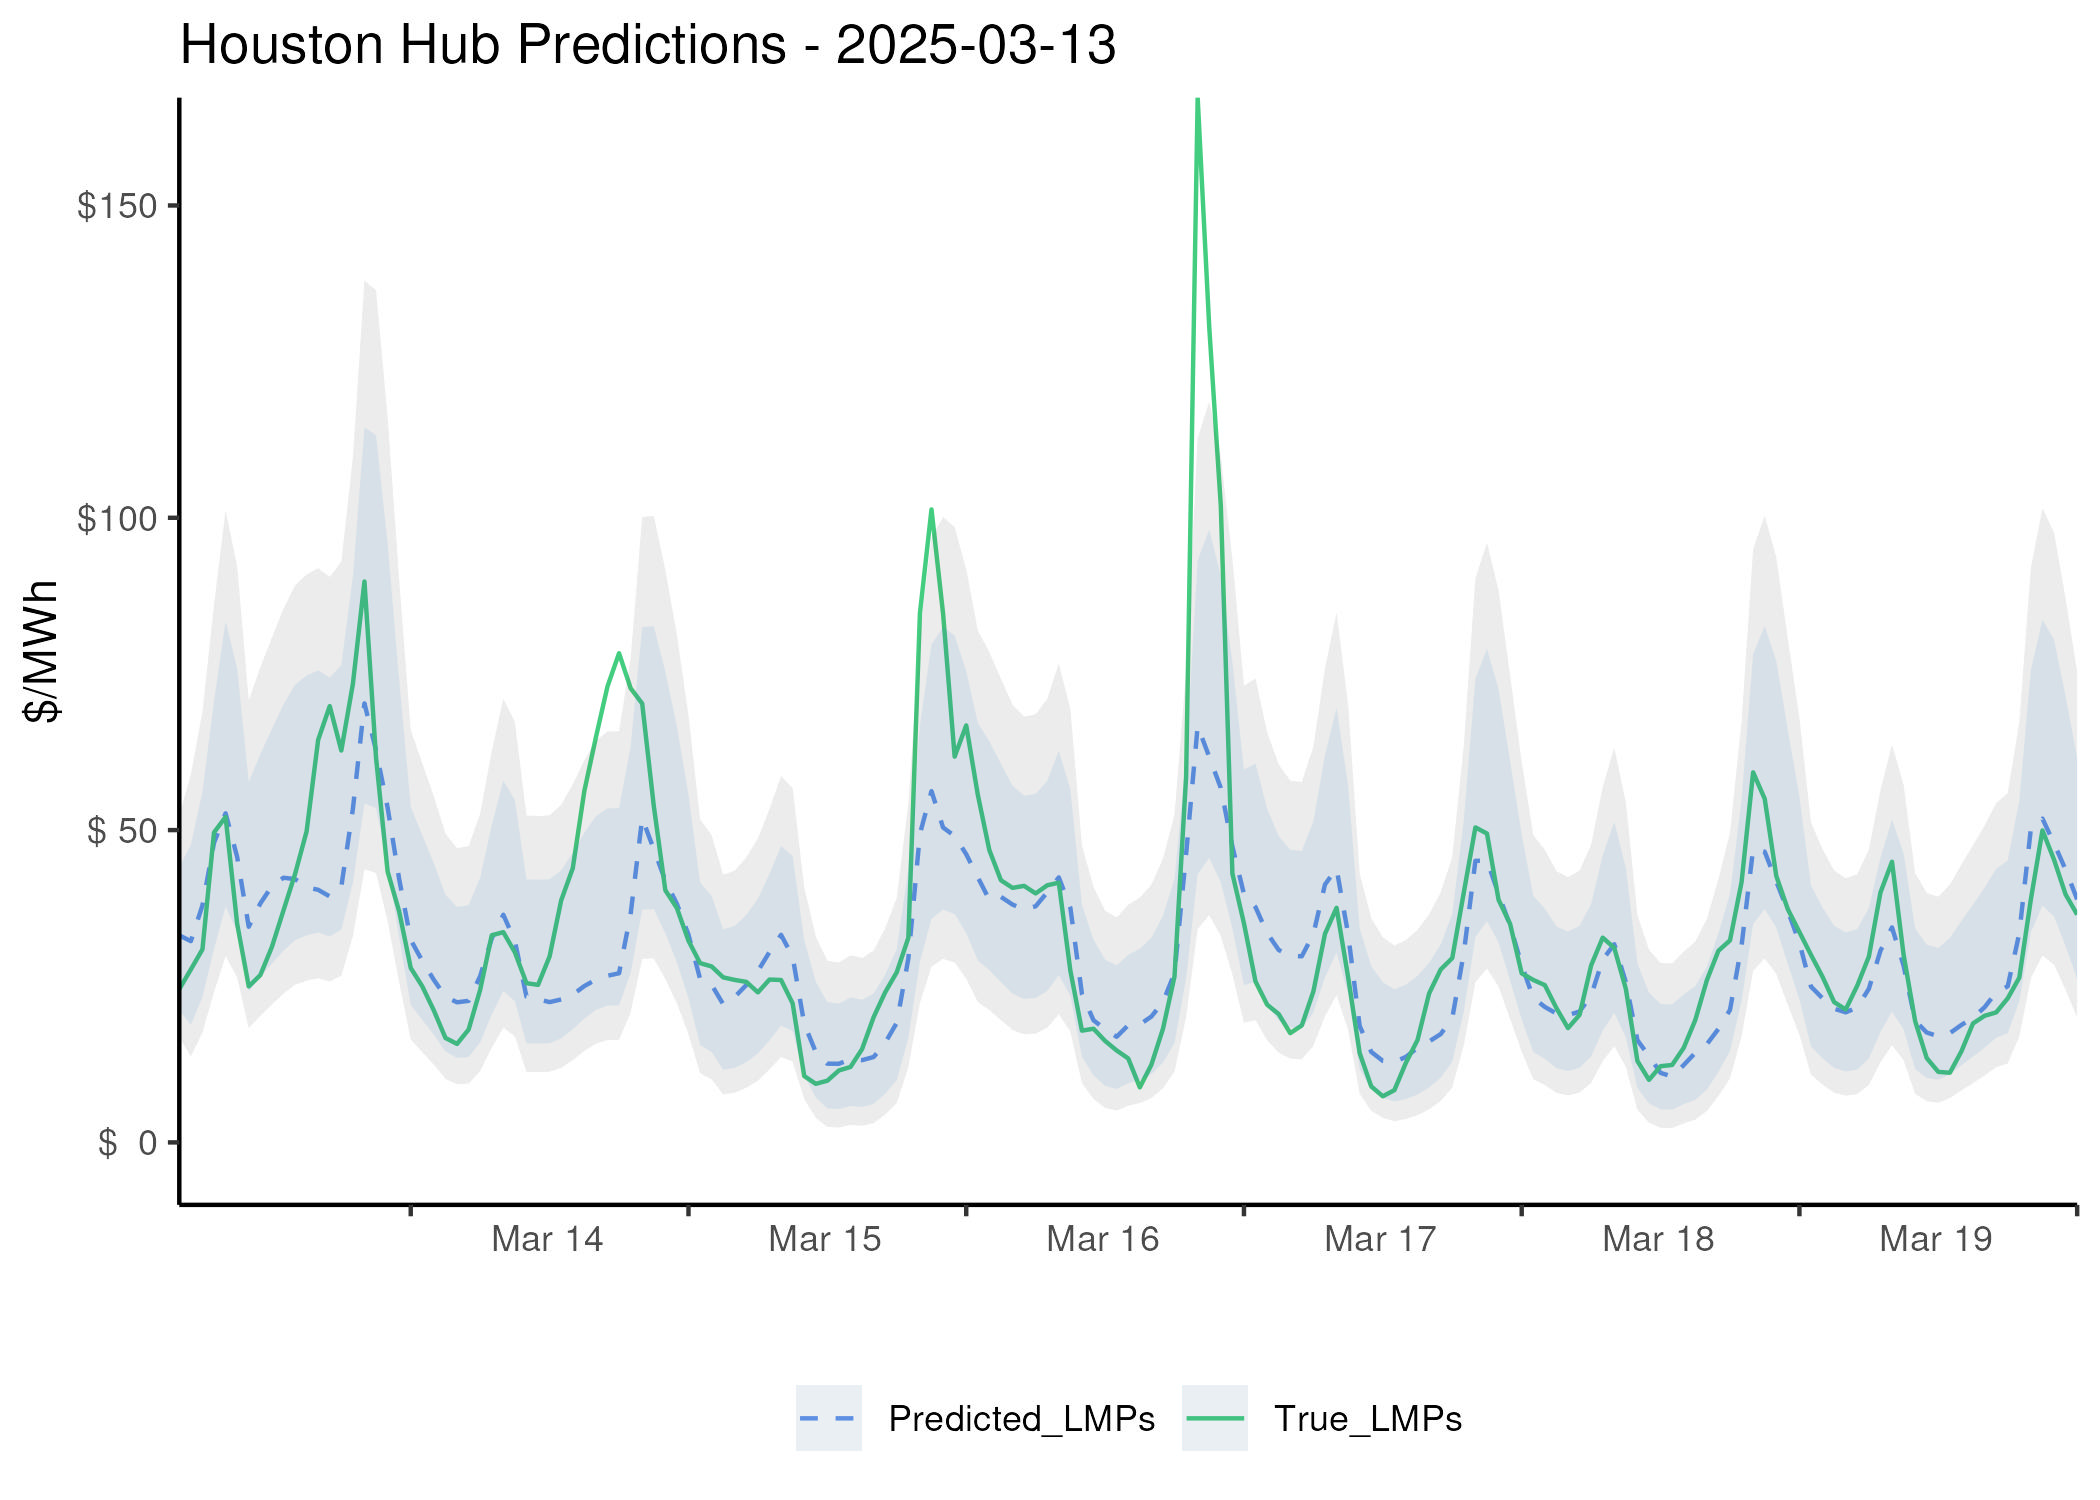 Houston Hub Predictions - 2025-03-13
$/MWh
$150
$100
$ 50
$  0
Mar 14
Mar 15
Mar 16
Mar 17
Mar 18
Mar 19
Predicted_LMPs
True_LMPs